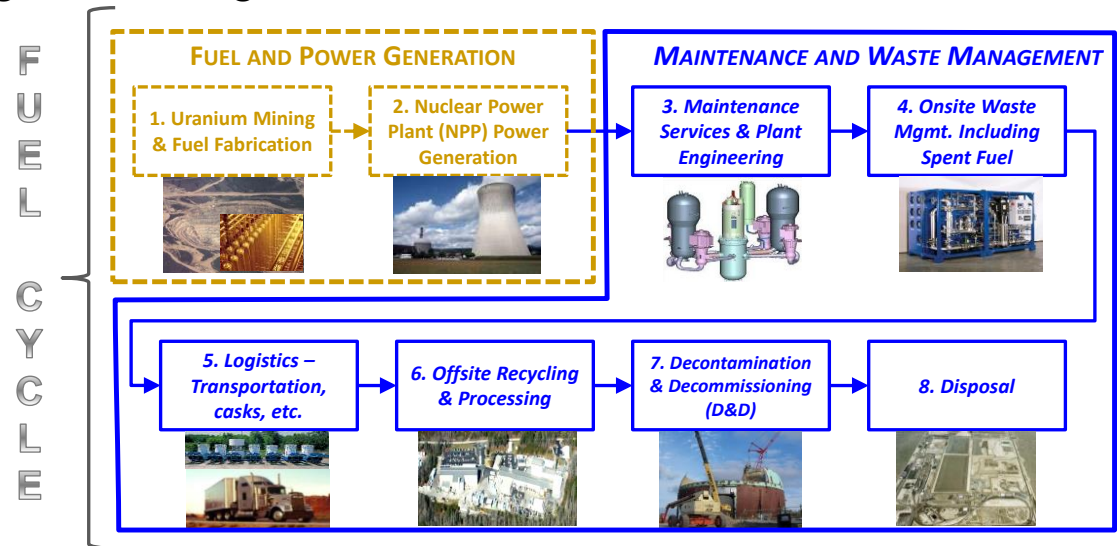 FUEL CYCLE
FUEL AND POWER GENERATION
MAINTENANCE AND WASTE MANAGEMENT
1. Uranium Mining
& Fuel Fabrication
2. Nuclear Power
Plant (NPP) Power
Generation
3. Maintenance
Services & Plant
Engineering
4. Onsite Waste
Mgmt. Including
Spent Fuel
5. Logistics –
Transportation,
casks, etc.
6. Offsite Recycling
& Processing
7. Decontamination
& Decommissioning
(D&D)
8. Disposal